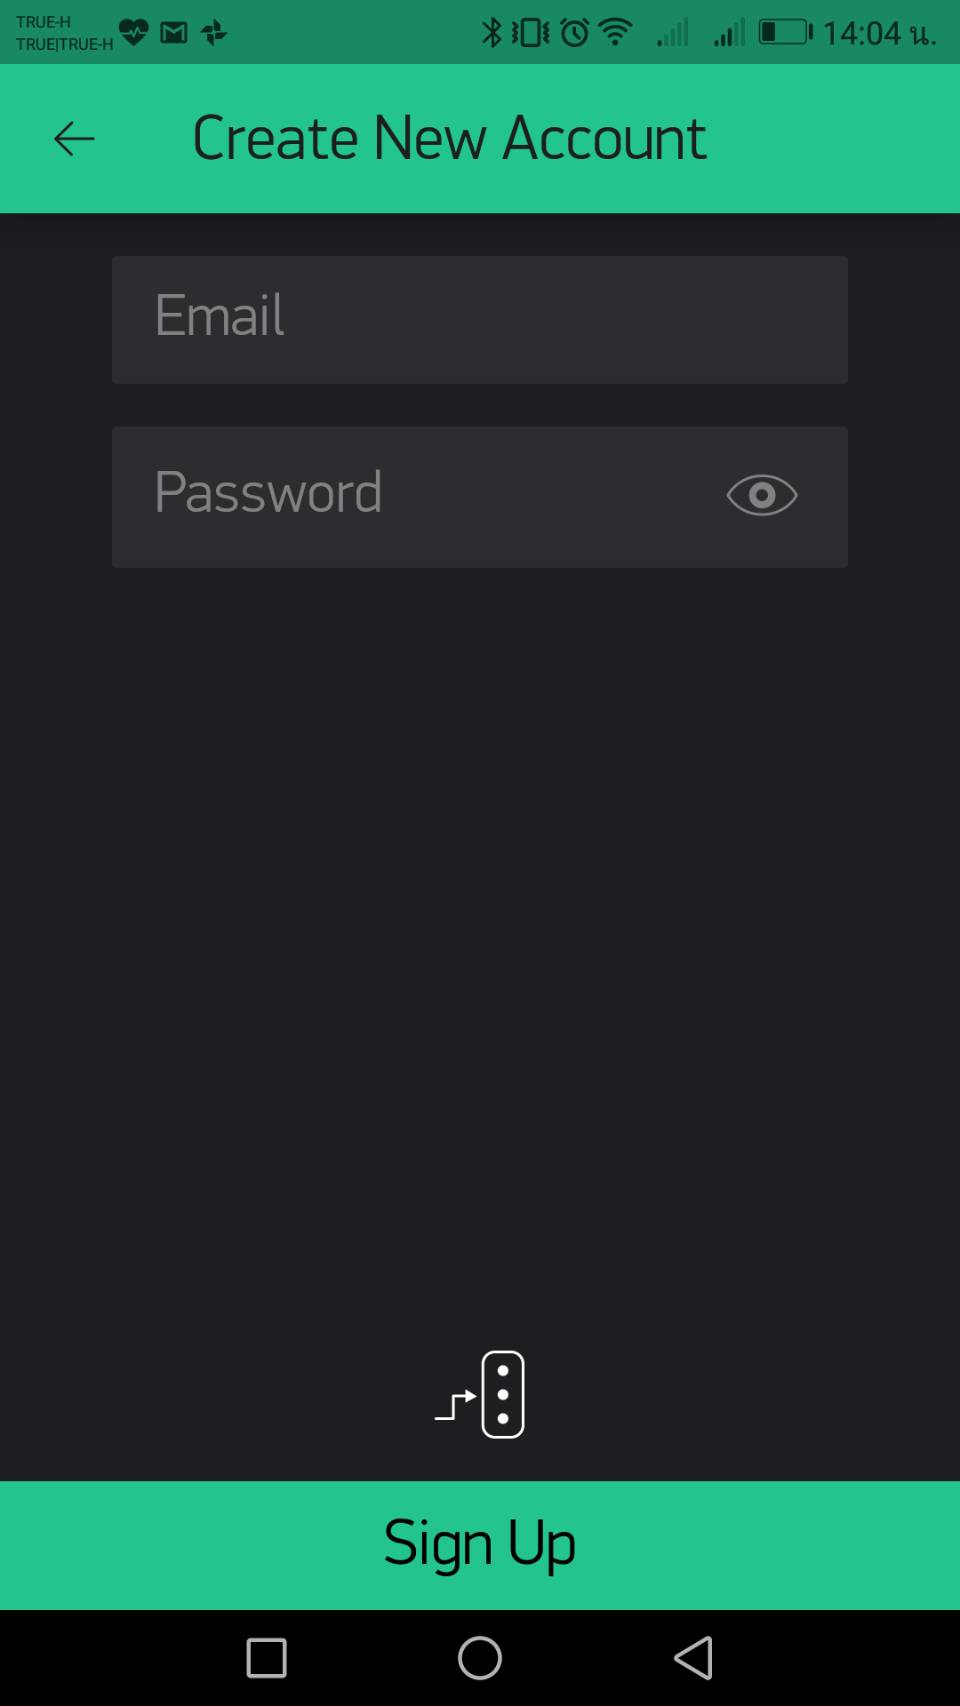 TRUE-H
TRUE|TRUE-H
14:04 น.
Create New Account
Email
Password
Sign Up